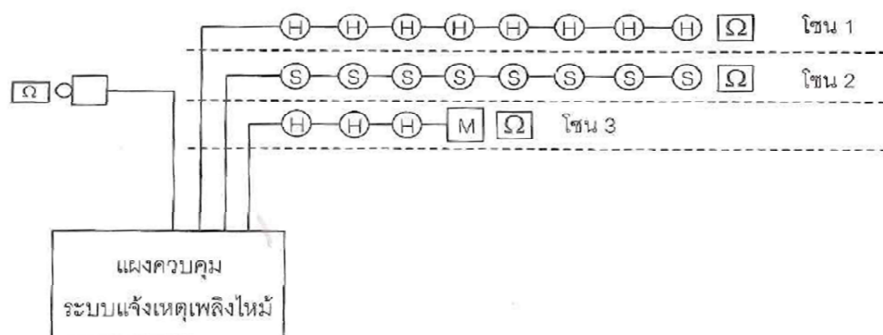 H H H H H H H H Ω โซน 1
S S S S S S S S Ω โซน 2
Ω
H H H M Ω โซน 3
แผงควบคุม
ระบบแจ้งเหตุเพลิงไหม้